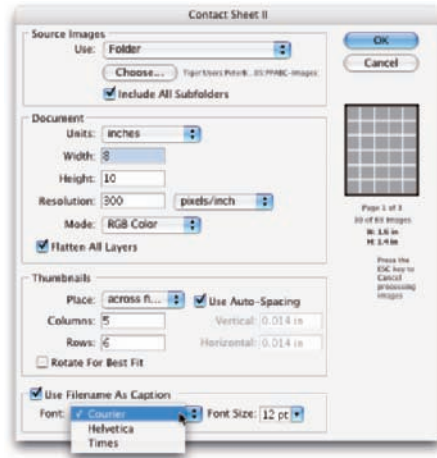 Contact Sheet II
Source Images
Use: Folder
Choose...
Include All Subfolders
OK
Cancel
Document
Units: inches
Width: 8
Height: 10
Resolution: 300 pixels/inch
Mode: RGB Color
Flatten All Layers
Page 1 of 3
30 of 83 Images
W: 1.6 in
H: 1.4 in
Press the
ESC key to
Cancel
processing
images
Thumbnails
Place: across fi... Use Auto-Spacing
Columns: 5 Vertical: 0.014 in
Rows: 6 Horizontal: 0.014 in
Rotate For Best Fit
Use Filename As Caption
Font: ✓ Courier Font Size: 12 pt
Helvetica
Times